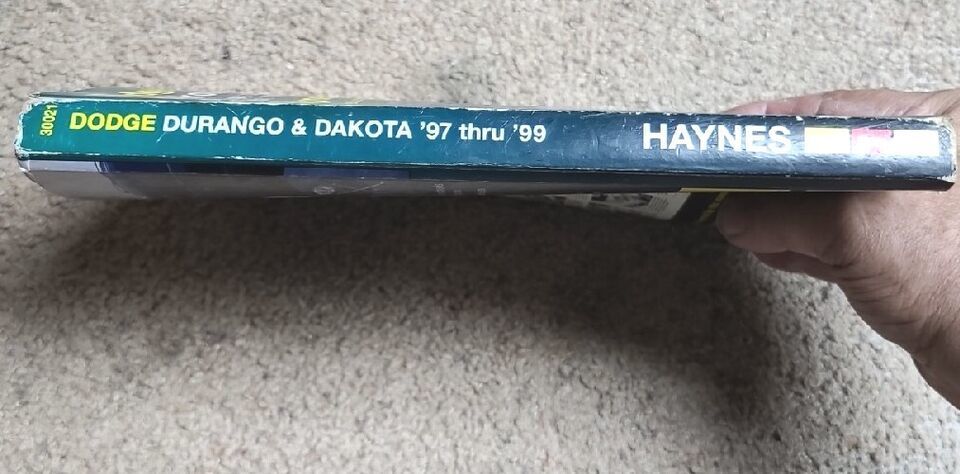 30021
DODGE DURANGO & DAKOTA '97 thru '99
HAYNES